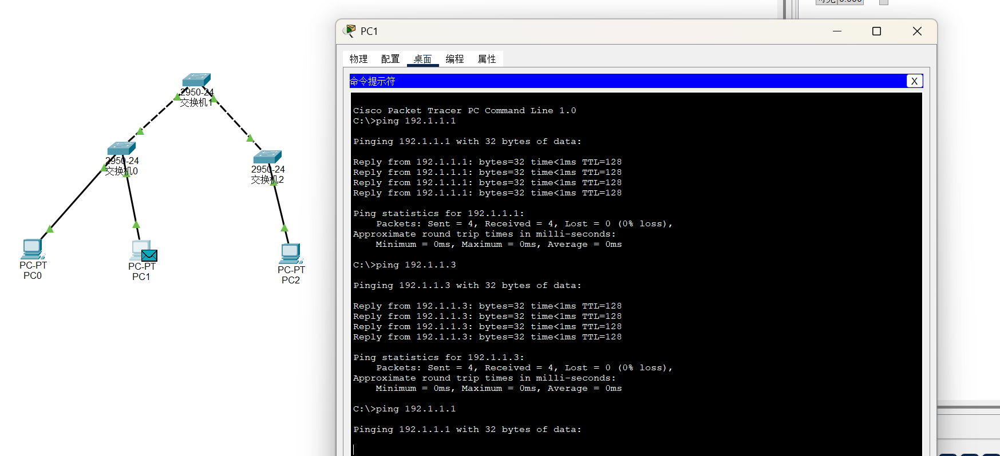 2950-24
交换机1
2950-24
交换机0
2950-24
交换机2
PC-PT
PC0
PC-PT
PC1
PC-PT
PC2
PC1
物理 配置 桌面 编程 属性
命令提示符 X
Cisco Packet Tracer PC Command Line 1.0
C:\>ping 192.1.1.1
Pinging 192.1.1.1 with 32 bytes of data:
Reply from 192.1.1.1: bytes=32 time<1ms TTL=128
Reply from 192.1.1.1: bytes=32 time<1ms TTL=128
Reply from 192.1.1.1: bytes=32 time<1ms TTL=128
Reply from 192.1.1.1: bytes=32 time<1ms TTL=128
Ping statistics for 192.1.1.1:
Packets: Sent = 4, Received = 4, Lost = 0 (0% loss),
Approximate round trip times in milli-seconds:
Minimum = 0ms, Maximum = 0ms, Average = 0ms
C:\>ping 192.1.1.3
Pinging 192.1.1.3 with 32 bytes of data:
Reply from 192.1.1.3: bytes=32 time<1ms TTL=128
Reply from 192.1.1.3: bytes=32 time<1ms TTL=128
Reply from 192.1.1.3: bytes=32 time<1ms TTL=128
Reply from 192.1.1.3: bytes=32 time<1ms TTL=128
Ping statistics for 192.1.1.3:
Packets: Sent = 4, Received = 4, Lost = 0 (0% loss),
Approximate round trip times in milli-seconds:
Minimum = 0ms, Maximum = 0ms, Average = 0ms
C:\>ping 192.1.1.1
Pinging 192.1.1.1 with 32 bytes of data: